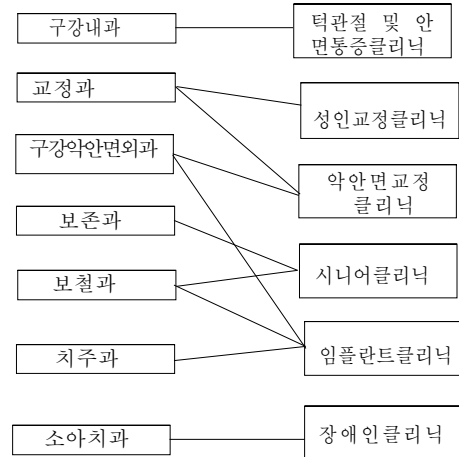 구강내과
턱관절 및 안
면통증클리닉
교정과
성인교정클리닉
구강악안면외과
악안면교정
클리닉
보존과
시니어클리닉
보철과
임플란트클리닉
치주과
소아치과
장애인클리닉